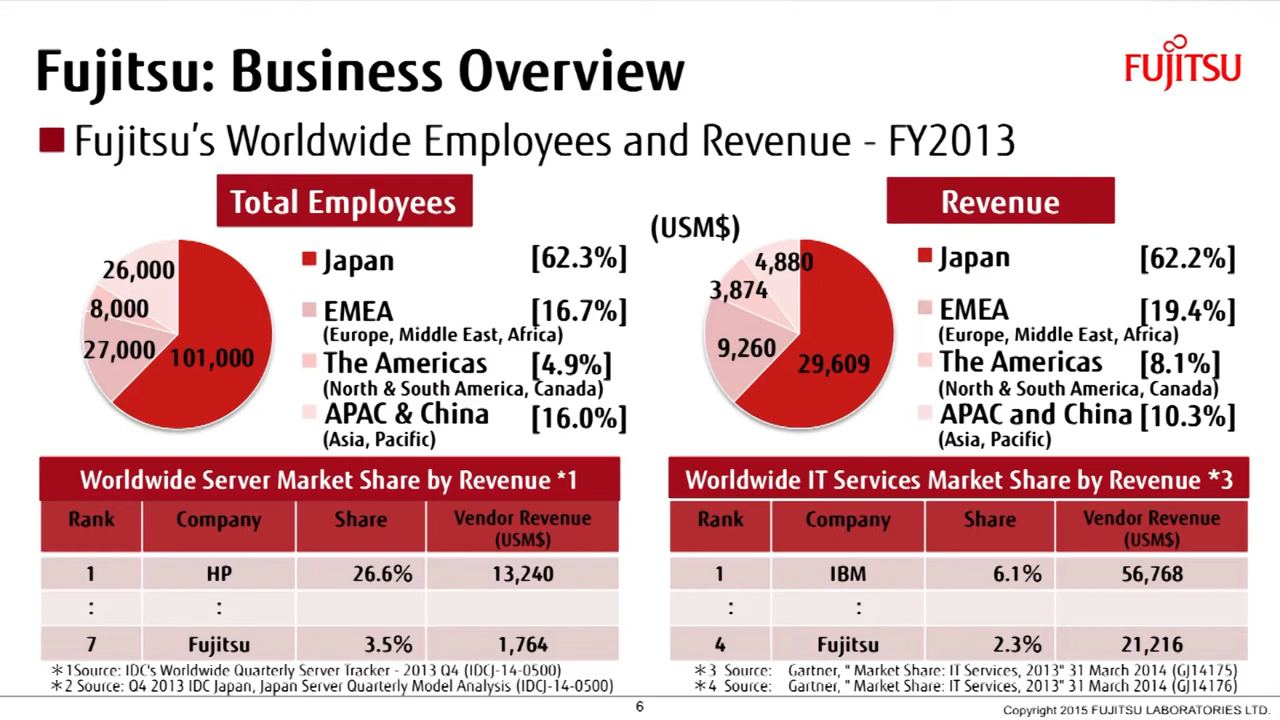 Fujitsu: Business Overview
FUJITSU
Fujitsu's Worldwide Employees and Revenue - FY2013
Total Employees
26,000
8,000
27,000
101,000
Japan [62.3%]
EMEA [16.7%]
(Europe, Middle East, Africa)
The Americas [4.9%]
(North & South America, Canada)
APAC & China [16.0%]
(Asia, Pacific)
Revenue
(USM$)
4,880
3,874
9,260
29,609
Japan [62.2%]
EMEA [19.4%]
(Europe, Middle East, Africa)
The Americas [8.1%]
(North & South America, Canada)
APAC and China [10.3%]
(Asia, Pacific)
Worldwide Server Market Share by Revenue *1
Rank Company Share Vendor Revenue
(USM$)
1 HP 26.6% 13,240
: :
7 Fujitsu 3.5% 1,764
*1Source: IDC's Worldwide Quarterly Server Tracker - 2013 Q4 (IDCJ-14-0500)
*2 Source: Q4 2013 IDC Japan, Japan Server Quarterly Model Analysis (IDCJ-14-0500)
Worldwide IT Services Market Share by Revenue *3
Rank Company Share Vendor Revenue
(USM$)
1 IBM 6.1% 56,768
: :
4 Fujitsu 2.3% 21,216
*3 Source: Gartner, " Market Share: IT Services, 2013" 31 March 2014 (GJ14175)
*4 Source: Gartner, " Market Share: IT Services, 2013" 31 March 2014 (GJ14176)
6
Copyright 2015 FUJITSU LABORATORIES LTD.